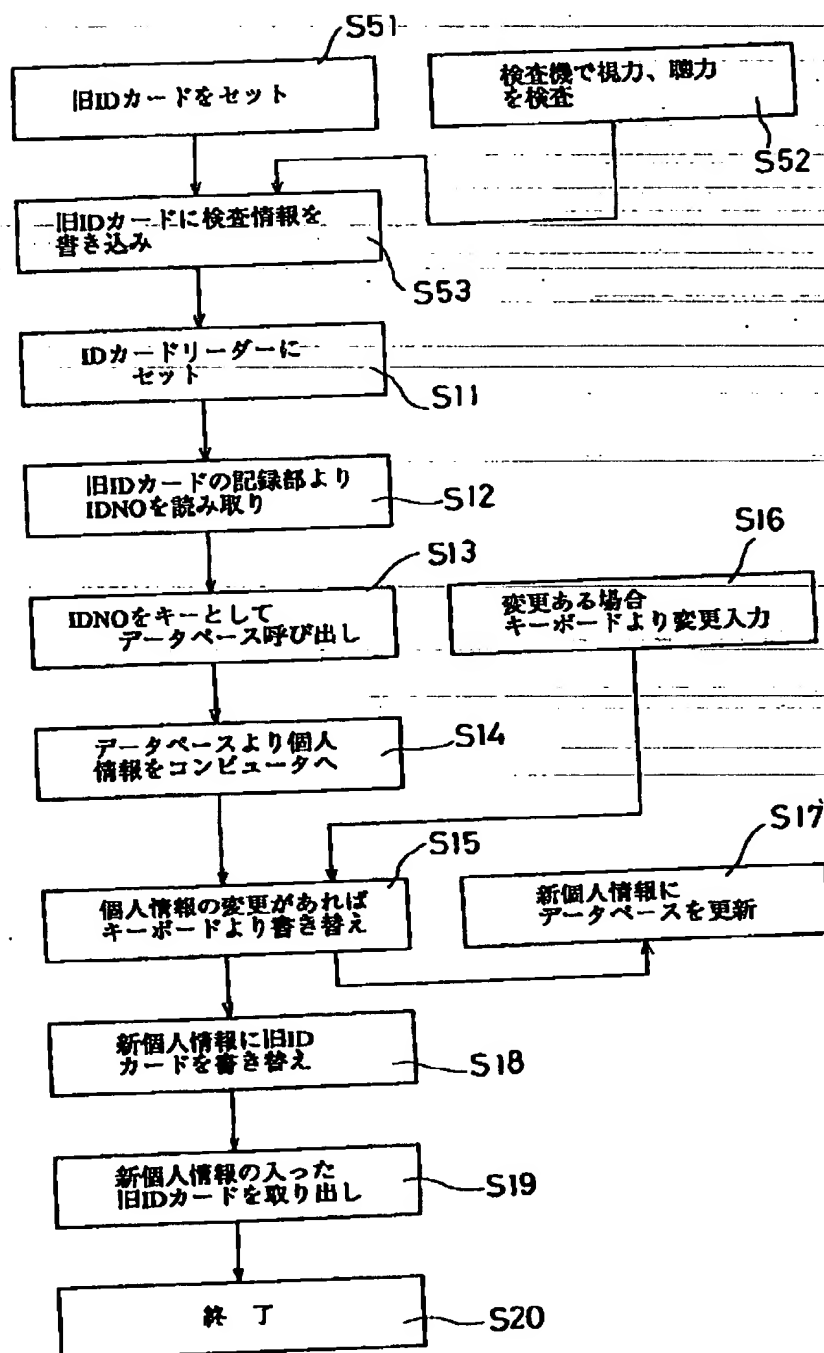 S51
旧IDカードをセット
検査機で視力、聴力
を検査
S52
旧IDカードに検査情報を
書き込み
S53
IDカードリーダーに
セット
S11
旧IDカードの記録部より
IDNOを読み取り
S12
S13
IDNOをキーとして
データベース呼び出し
S16
変更ある場合
キーボードより変更入力
データベースより個人
情報をコンピュータへ
S14
S15
個人情報の変更があれば
キーボードより書き替え
S17
新個人情報に
データベースを更新
新個人情報に旧ID
カードを書き替え
S18
新個人情報の入った
旧IDカードを取り出し
S19
終 了
S20